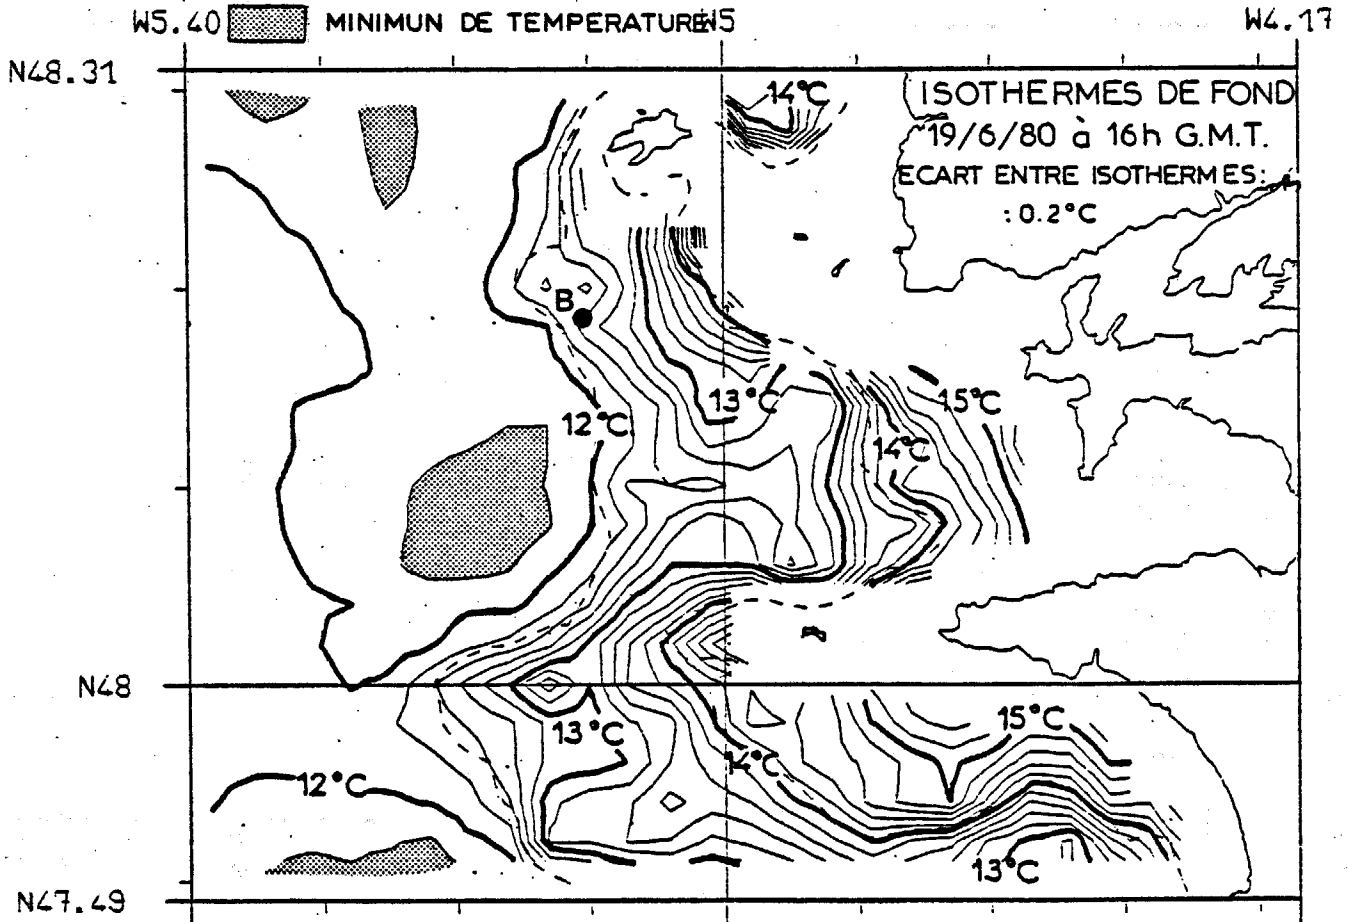 W5.40 MINIMUN DE TEMPERATURE W5 W4.17
N48.31
14°C
ISOTHERMES DE FOND
19/6/80 à 16h G.M.T.
ECART ENTRE ISOTHERMES:
: 0.2°C
B
13°C
15°C
12°C
14°C
N48
13°C
15°C
14°C
12°C
13°C
N47.49